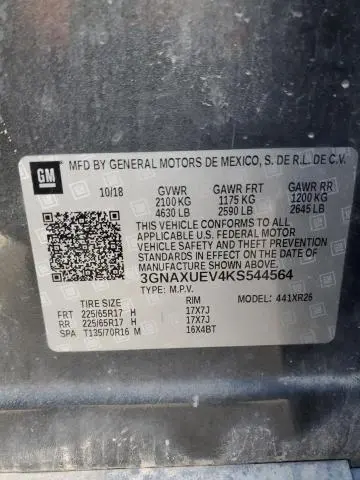 GM
MFD BY GENERAL MOTORS DE MEXICO, S. DE R.L. DE C.V.
10/18 GVWR GAWR FRT GAWR RR
2100 KG 1175 KG 1200 KG
4630 LB 2590 LB 2645 LB
THIS VEHICLE CONFORMS TO ALL
APPLICABLE U.S. FEDERAL MOTOR
VEHICLE SAFETY, BUMPER, AND
THEFT PREVENTION STANDARDS IN
EFFECT ON THE DATE OF
MANUFACTURE SHOWN ABOVE.
3GNAXUEV4KS544564
TYPE: M.P.V.
MODEL: 441XR26
TIRE SIZE RIM
FRT 225/65R17 H 17X7J
RR 225/65R17 H 17X7J
SPA T135/70R16 M 16X4BT